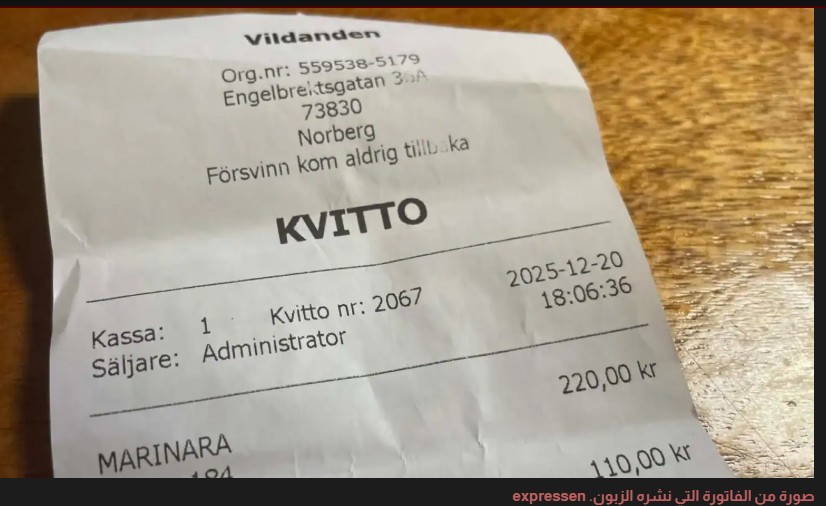 Vildanden
Org.nr: 559538-5179
Engelbrektsgatan
73830
Norberg
Försvinn kom aldrig tillbaka
KVITTO
2025-12-20
Kassa: 1 Kvitto nr: 2067 18:06:36
Säljare: Administrator
220,00 kr
MARINARA
110,00 kr
صورة من الفاتورة التي نشره الزبون. expressen